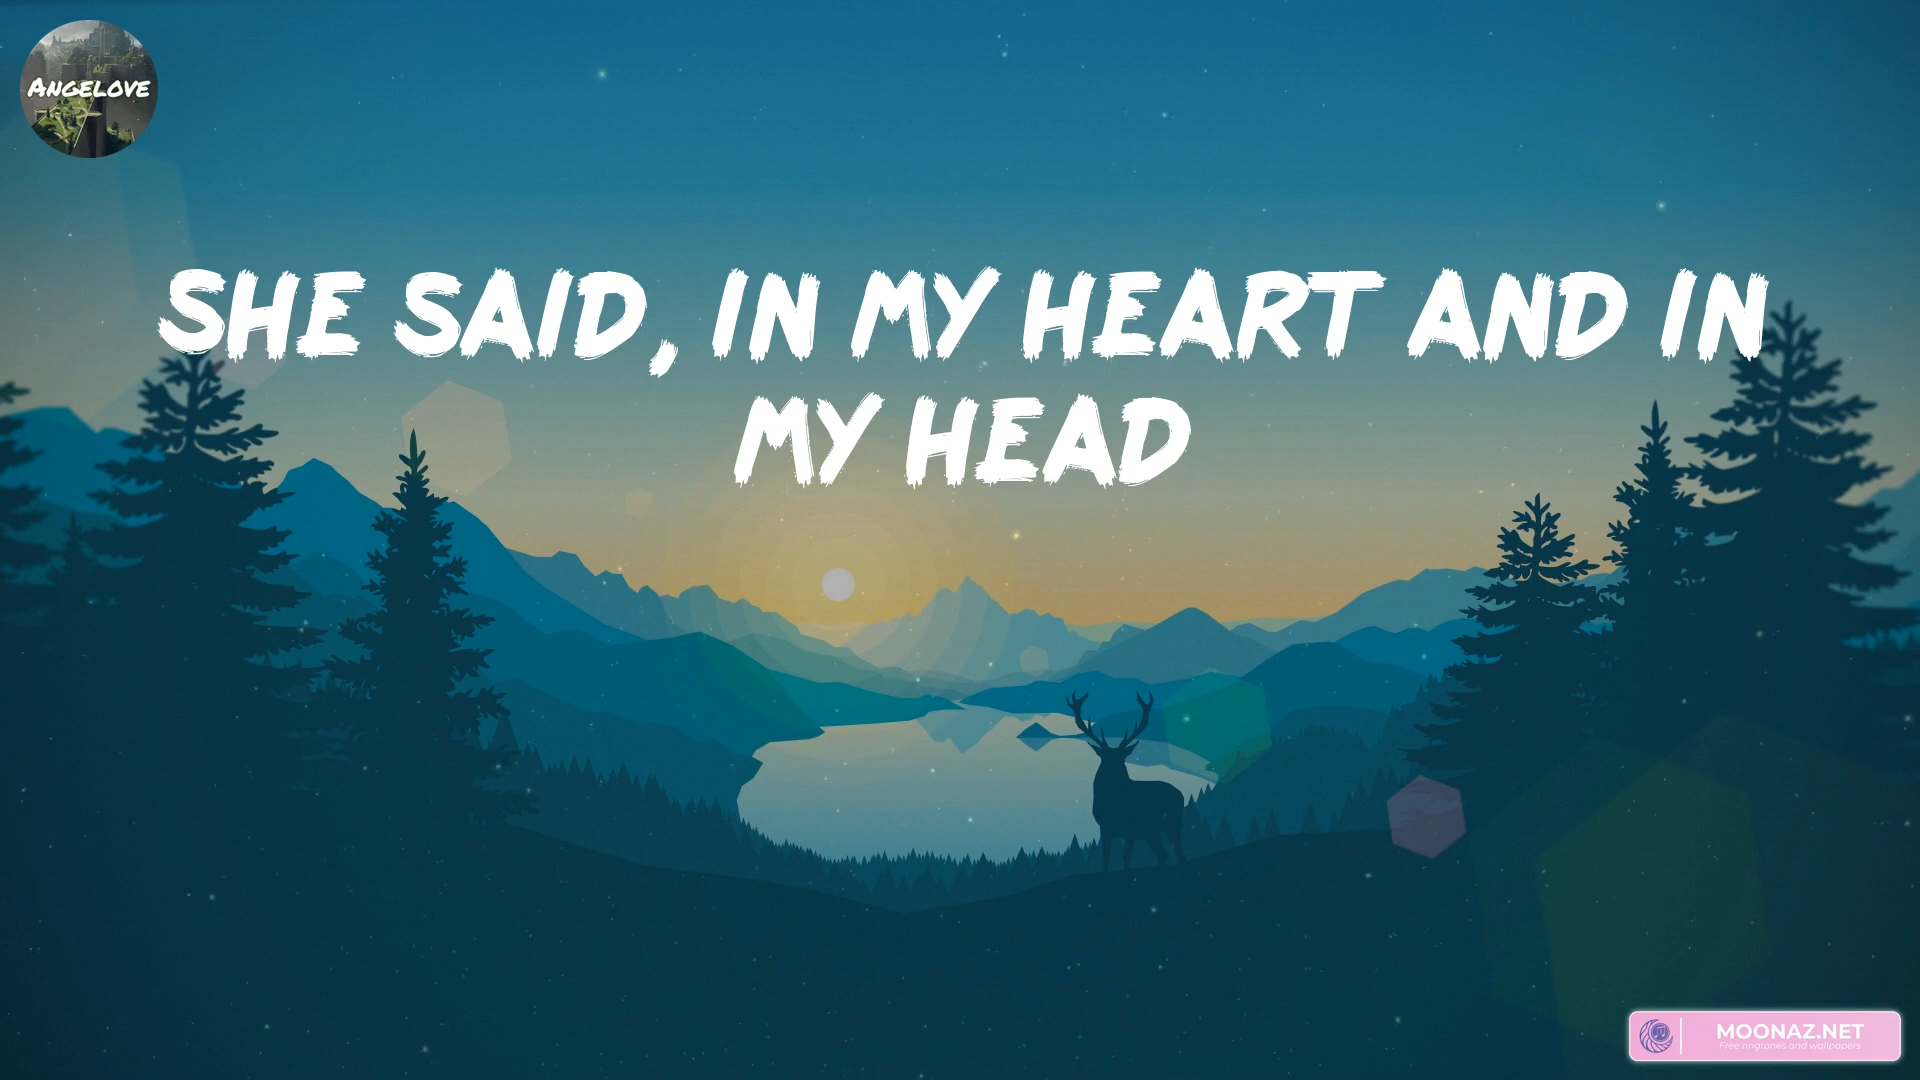 ANGELOVE
SHE SAID, IN MY HEART AND IN
MY HEAD
MOONAZ.NET
Free ringtones and wallpapers